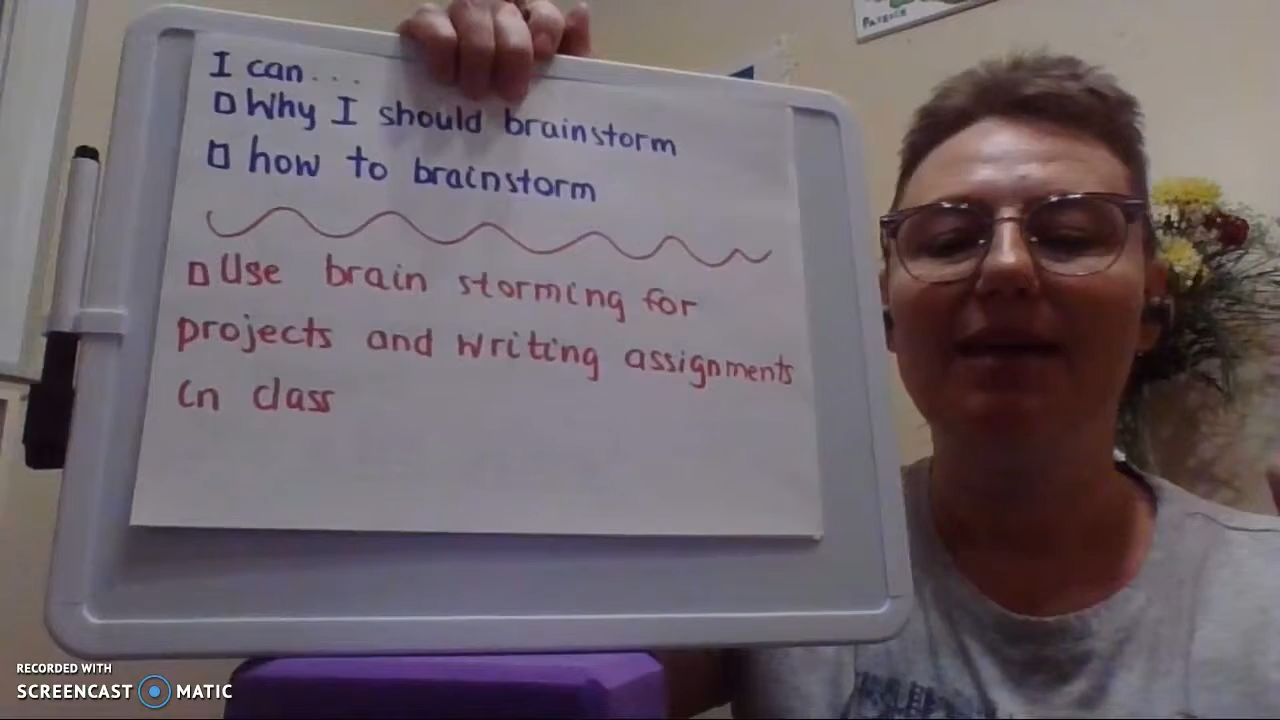 I can...
Why I should brainstorm
how to brainstorm
Use brain storming for
projects and writing assignments
in class
PATRICK
RECORDED WITH
SCREENCAST MATIC